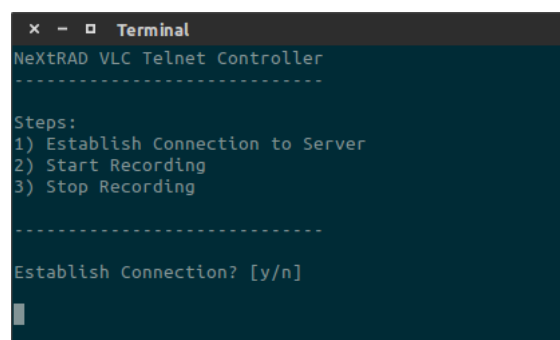 Terminal
NeXtRAD VLC Telnet Controller
-----------------------------
Steps:
1) Establish Connection to Server
2) Start Recording
3) Stop Recording
-----------------------------
Establish Connection? [y/n]